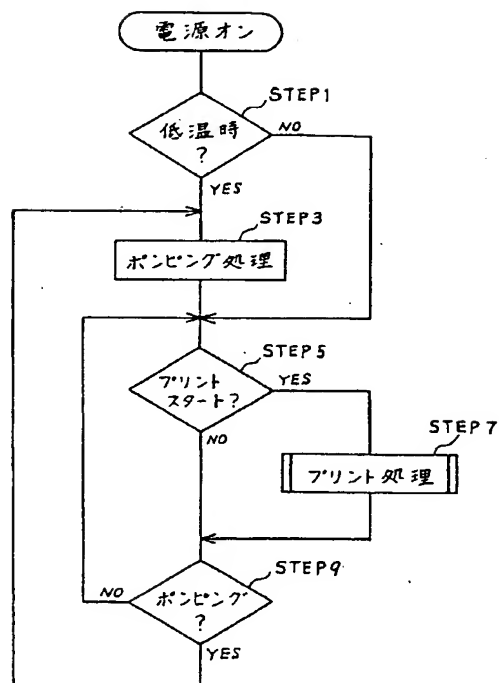 電源オン
STEP1
低温時
?
NO
YES
STEP3
ポンピング処理
STEP5
プリント
スタート?
YES
NO
STEP7
プリント処理
STEP9
ポンピング
?
NO
YES